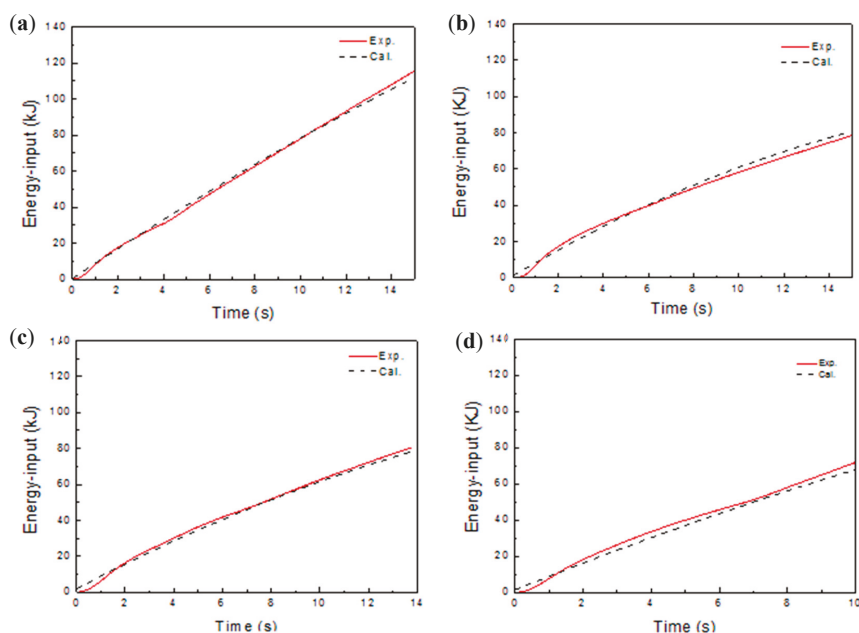 (a)
140
120
100
80
60
40
20
0
Energy-input (kJ)
Exp.
Cal.
0 2 4 6 8 10 12 14
Time (s)
(b)
140
120
100
80
60
40
20
0
Energy-input (KJ)
Exp.
Cal.
0 2 4 6 8 10 12 14
Time (s)
(c)
120
100
80
60
40
20
0
Energy-input (kJ)
Exp.
Cal.
0 2 4 6 8 10 12 14
Time (s)
(d)
120
100
80
60
40
20
0
Energy-input (KJ)
Exp.
Cal.
0 2 4 6 8 10
Time (s)